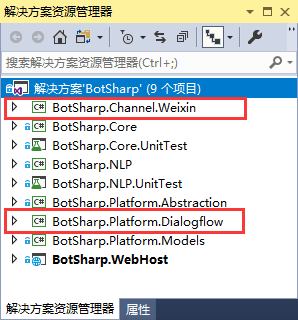 解决方案资源管理器
搜索解决方案资源管理器(Ctrl+;)
解决方案'BotSharp' (9 个项目)
C# BotSharp.Channel.Weixin
C# BotSharp.Core
BotSharp.Core.UnitTest
C# BotSharp.NLP
BotSharp.NLP.UnitTest
C# BotSharp.Platform.Abstraction
C# BotSharp.Platform.Dialogflow
C# BotSharp.Platform.Models
BotSharp.WebHost
解决方案资源管理器 属性